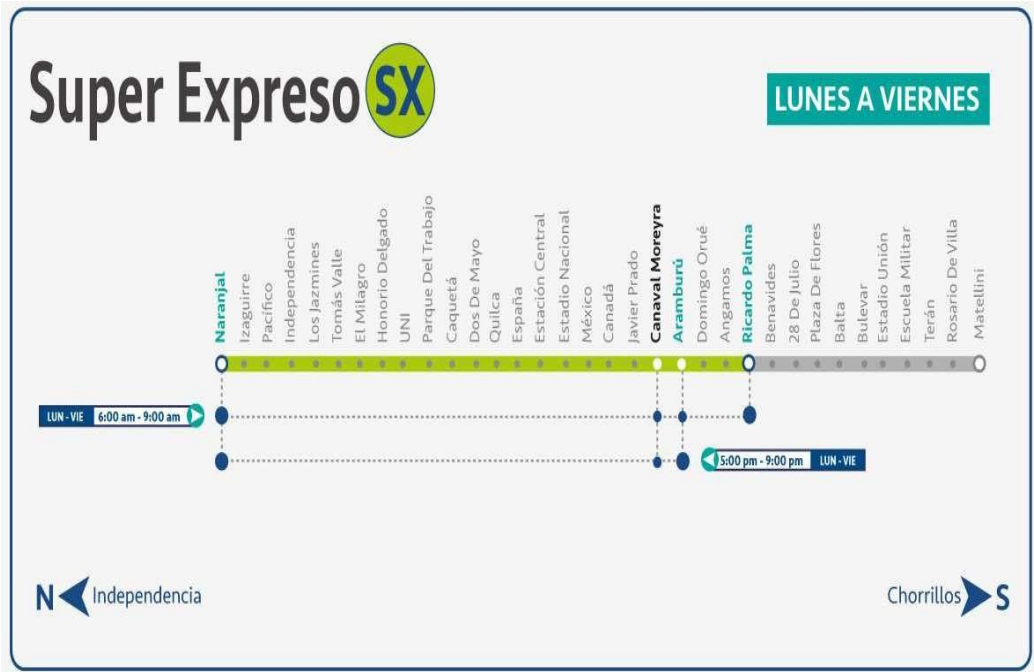 Super Expreso SX
LUNES A VIERNES
Naranjal
Izaguirre
Pacífico
Independencia
Los Jazmines
Tomás Valle
El Milagro
Honorio Delgado
UNI
Parque Del Trabajo
Caquetá
Dos De Mayo
Quilca
España
Estación Central
Estadio Nacional
México
Canadá
Javier Prado
Canaval Moreyra
Aramburú
Domingo Orué
Angamos
Ricardo Palma
Benavides
28 De Julio
Plaza De Flores
Balta
Bulevar
Estadio Unión
Escuela Militar
Terán
Rosario De Villa
Matellini
LUN - VIE 6:00 am - 9:00 am
5:00 pm - 9:00 pm LUN - VIE
N Independencia
Chorrillos S